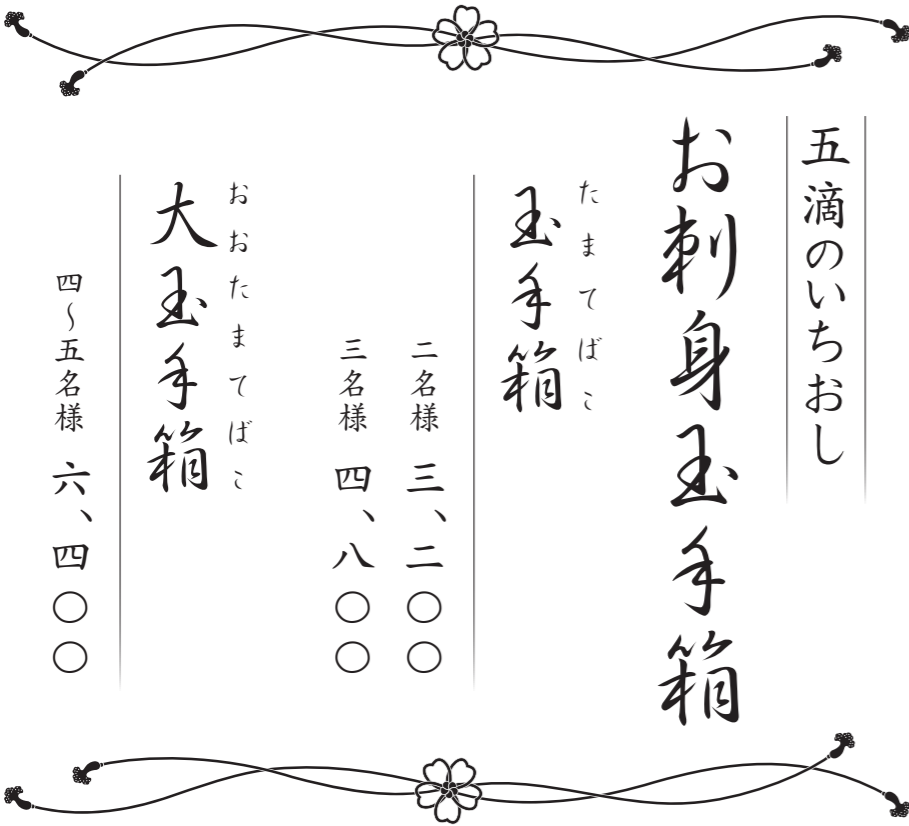 五滴のいちおし
お刺身玉手箱
たまてばこ
玉手箱
二名様 三、二〇〇
三名様 四、八〇〇
おおたまてばこ
大玉手箱
四〜五名様 六、四〇〇